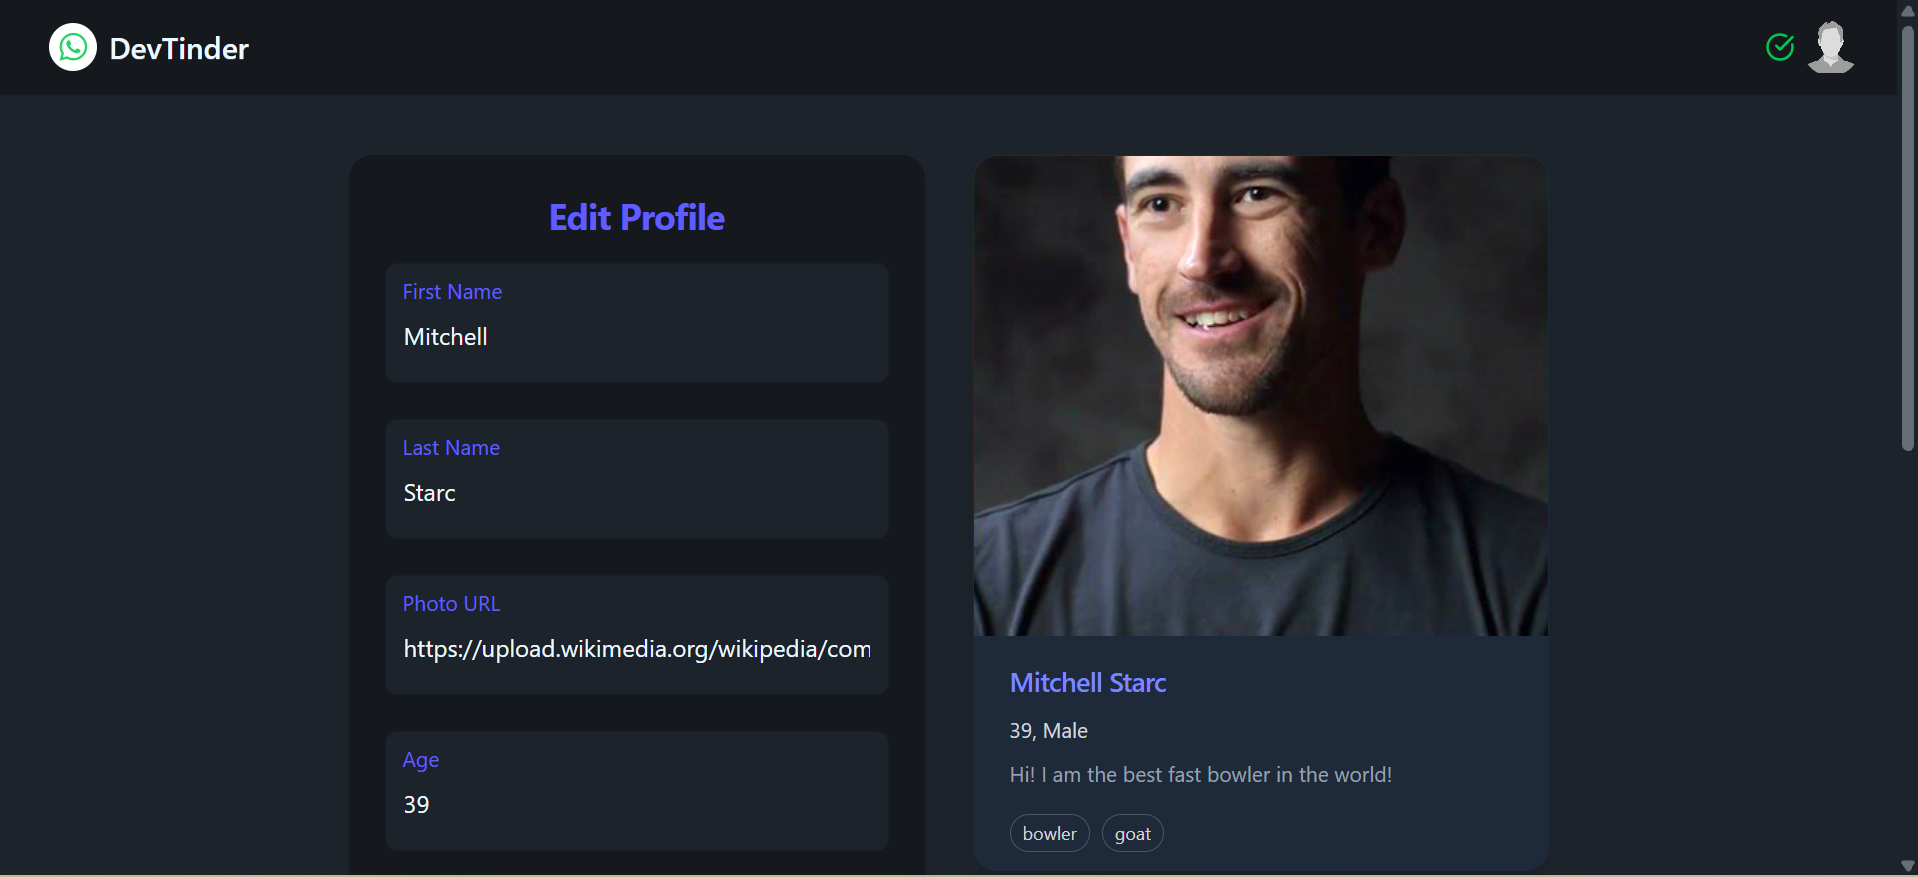 DevTinder
Edit Profile
First Name
Mitchell
Last Name
Starc
Photo URL
https://upload.wikimedia.org/wikipedia/com
Age
39
Mitchell Starc
39, Male
Hi! I am the best fast bowler in the world!
bowler
goat